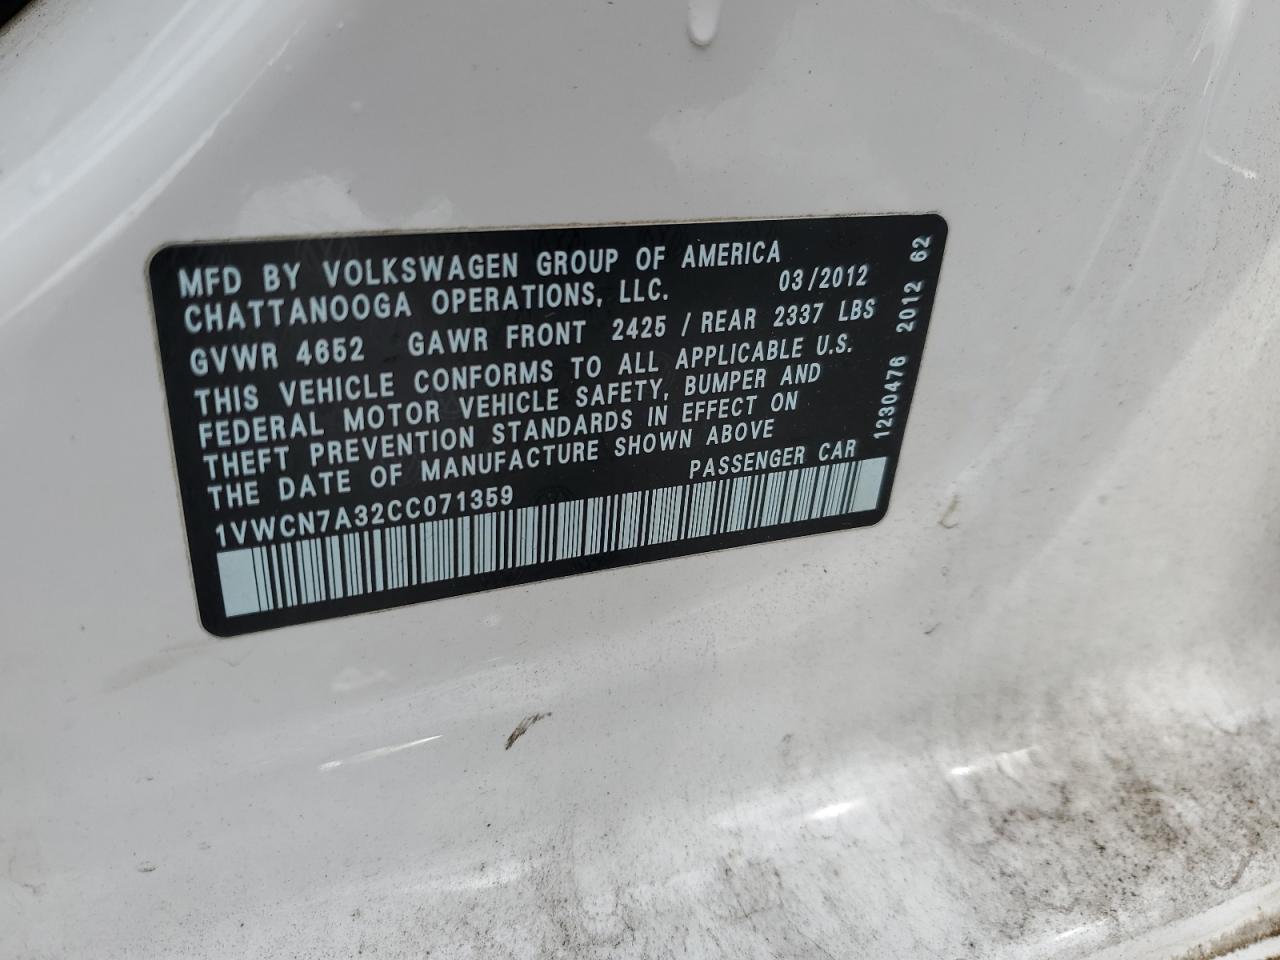 MFD BY VOLKSWAGEN GROUP OF AMERICA
CHATTANOOGA OPERATIONS, LLC. 03/2012
GVWR 4652 GAWR FRONT 2425 / REAR 2337 LBS
THIS VEHICLE CONFORMS TO ALL APPLICABLE U.S.
FEDERAL MOTOR VEHICLE SAFETY, BUMPER AND
THEFT PREVENTION STANDARDS IN EFFECT ON
THE DATE OF MANUFACTURE SHOWN ABOVE
1VWCN7A32CC071359 PASSENGER CAR
1230476 2012 62